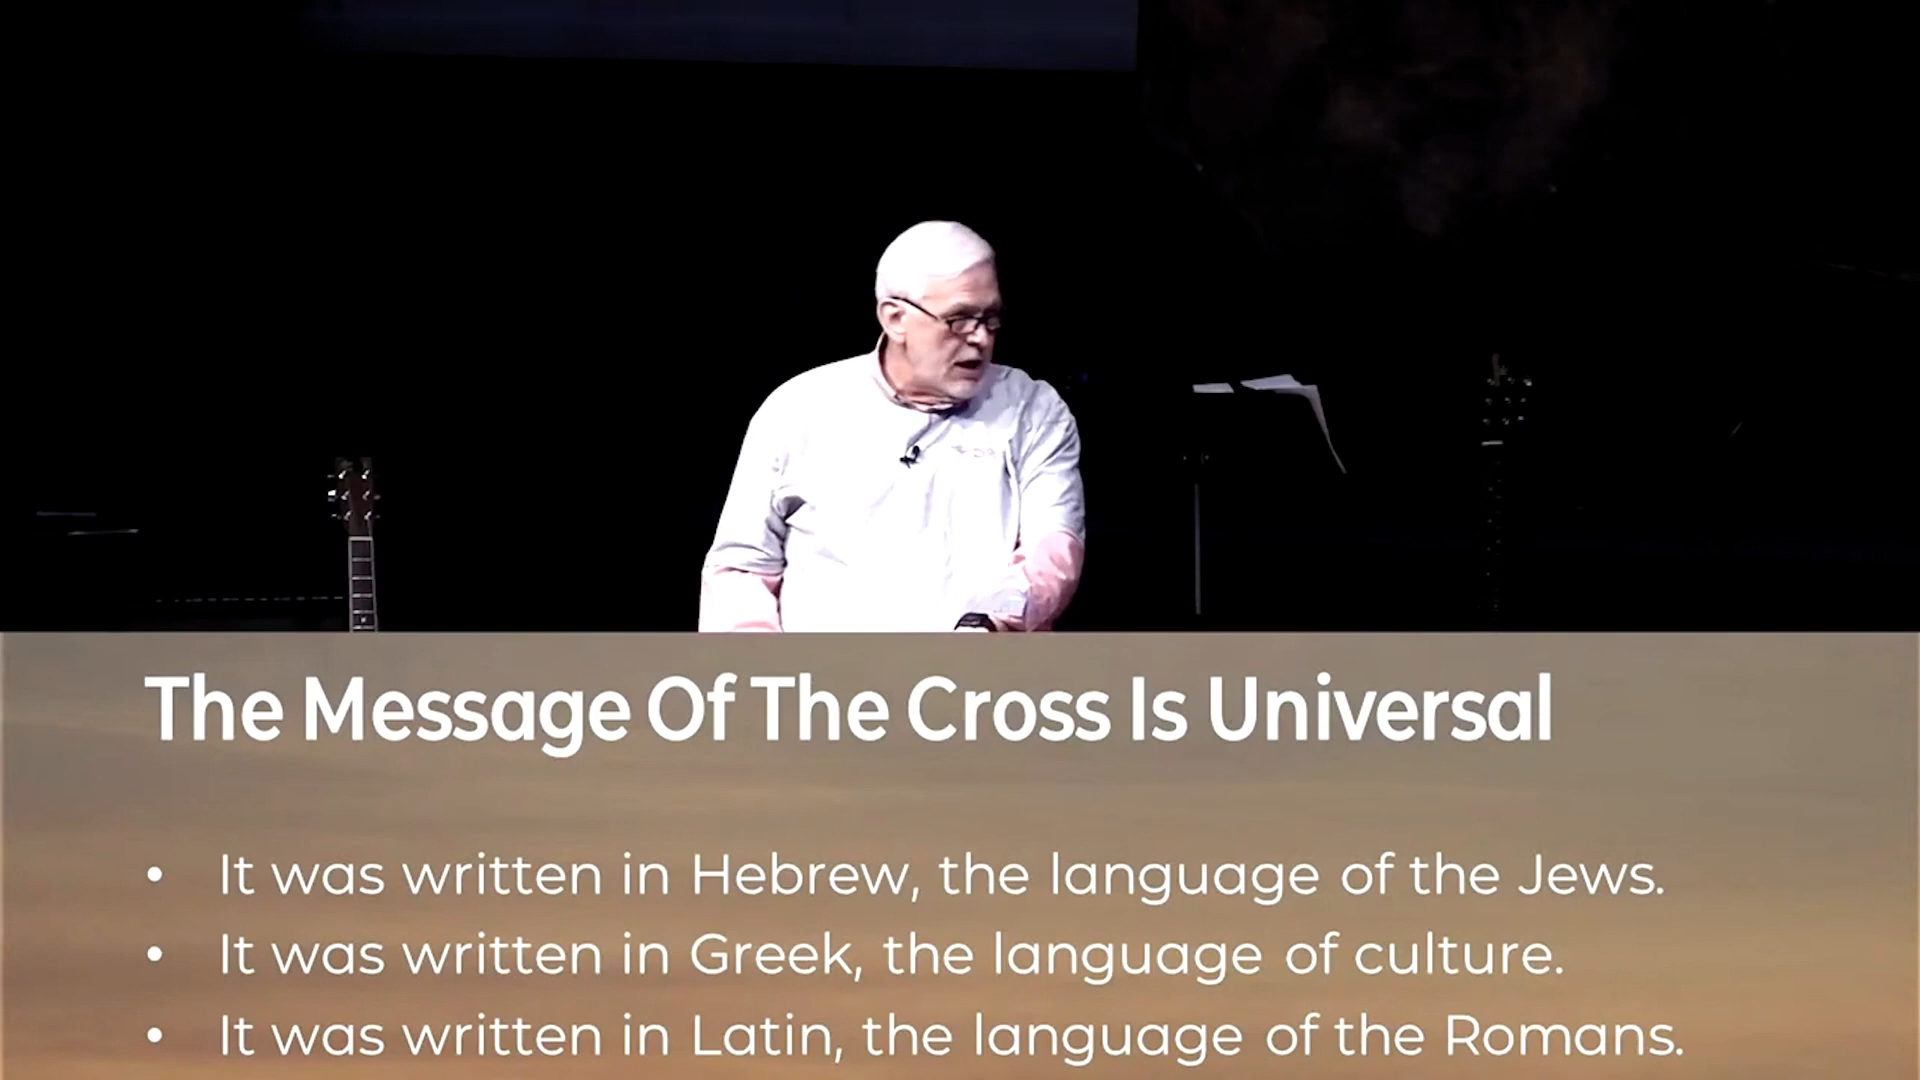 The Message Of The Cross Is Universal
• It was written in Hebrew, the language of the Jews.
• It was written in Greek, the language of culture.
• It was written in Latin, the language of the Romans.